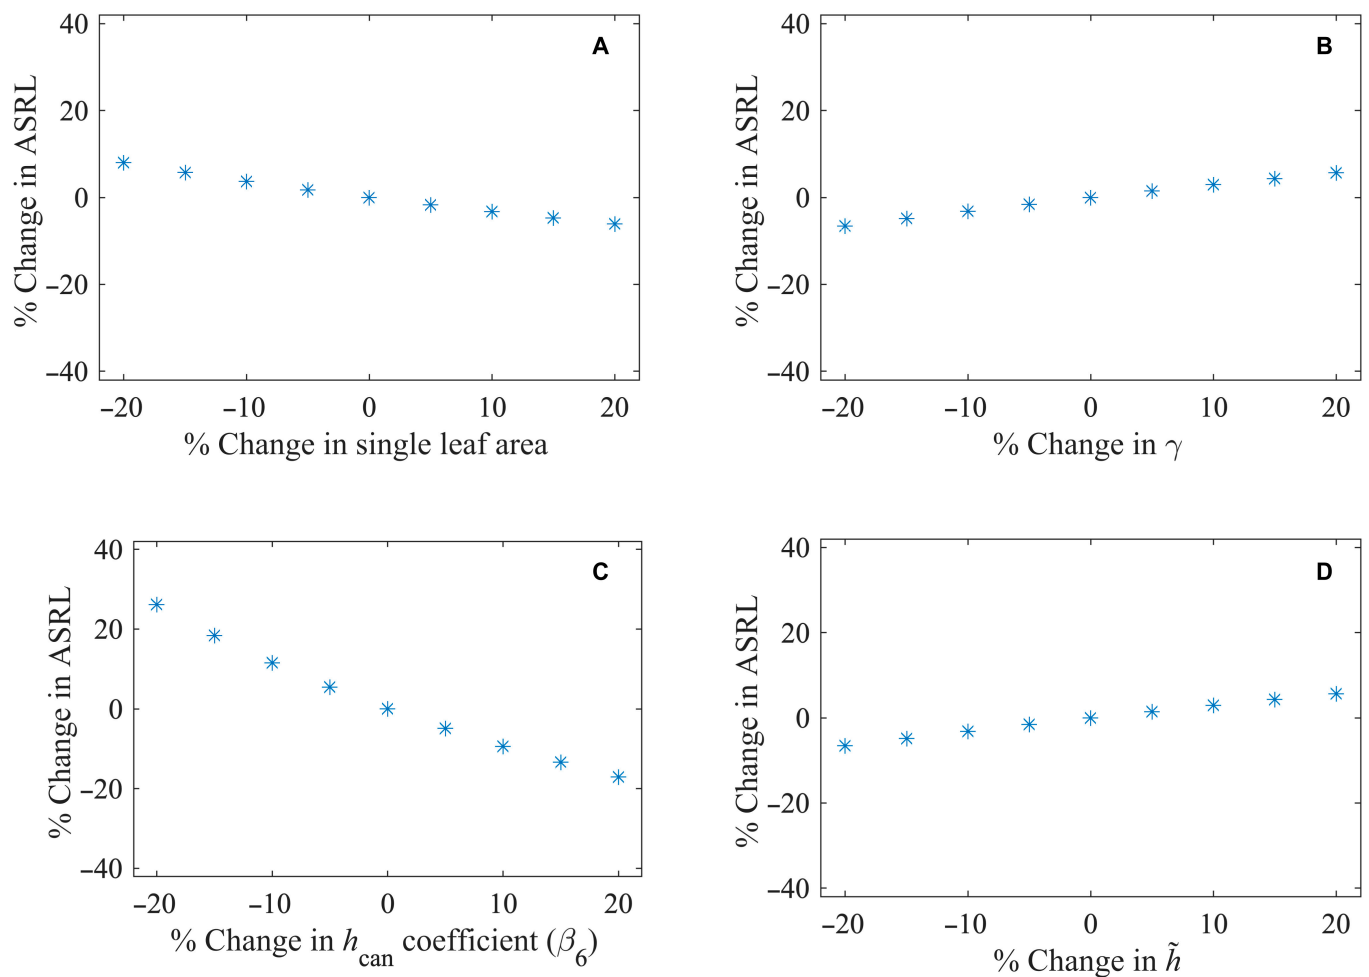 A
% Change in ASRL
40
20
0
−20
−40
−20 −10 0 10 20
% Change in single leaf area
B
% Change in ASRL
40
20
0
−20
−40
−20 −10 0 10 20
% Change in γ
C
% Change in ASRL
40
20
0
−20
−40
−20 −10 0 10 20
% Change in h_can coefficient (β_6)
D
% Change in ASRL
40
20
0
−20
−40
−20 −10 0 10 20
% Change in h̃